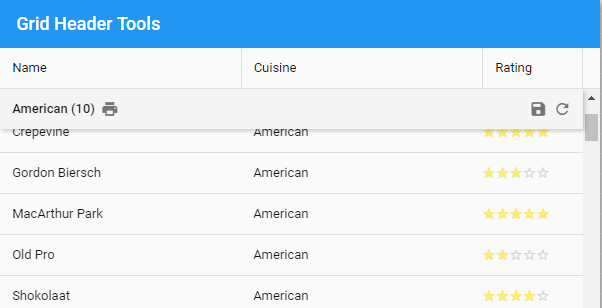 Grid Header Tools
Name Cuisine Rating
American (10)
Crepevine American
Gordon Biersch American
MacArthur Park American
Old Pro American
Shokolaat American